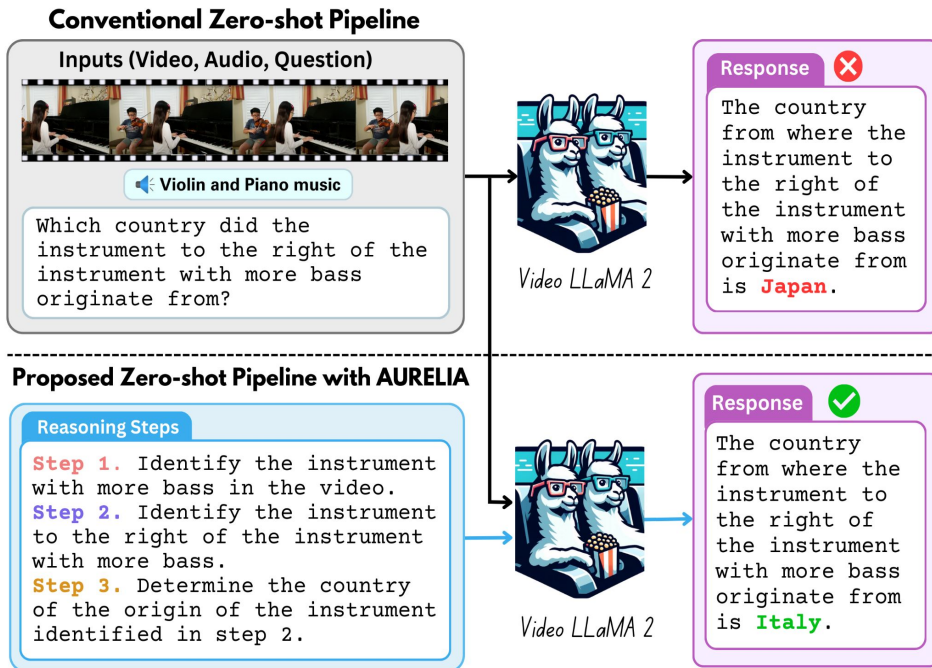 Conventional Zero-shot Pipeline
Inputs (Video, Audio, Question)
Violin and Piano music
Which country did the
instrument to the right of the
instrument with more bass
originate from?
Video LLaMA 2
Response
The country
from where the
instrument to
the right of
the instrument
with more bass
originate from
is Japan.
Proposed Zero-shot Pipeline with AURELIA
Reasoning Steps
Step 1. Identify the instrument
with more bass in the video.
Step 2. Identify the instrument
to the right of the instrument
with more bass.
Step 3. Determine the country
of the origin of the instrument
identified in step 2.
Video LLaMA 2
Response
The country
from where the
instrument to
the right of
the instrument
with more bass
originate from
is Italy.